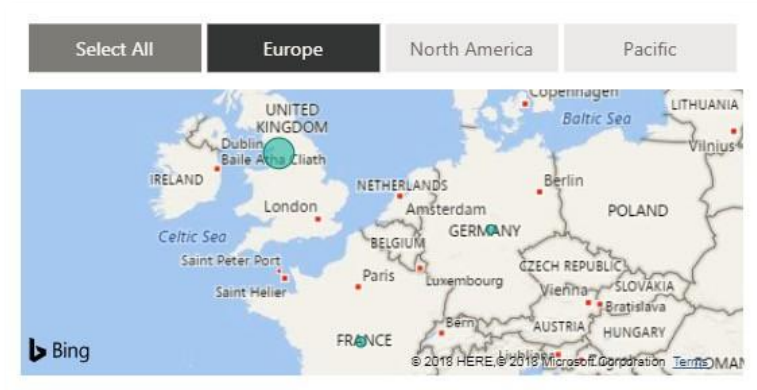 Select All
Europe
North America
Pacific
Copenhagen
LITHUANIA
UNITED
KINGDOM
Baltic Sea
Dublin
Baile Atha Cliath
Vilnius
IRELAND
NETHERLANDS
Berlin
London
Amsterdam
POLAND
Celtic Sea
BELGIUM
GERMANY
Saint Peter Port
Paris
Luxembourg
CZECH REPUBLIC
SLOVAKIA
Saint Helier
Vienna
Bratislava
Bern
AUSTRIA
HUNGARY
FRANCE
Bing
© 2018 HERE, © 2018 Microsoft Corporation Terms